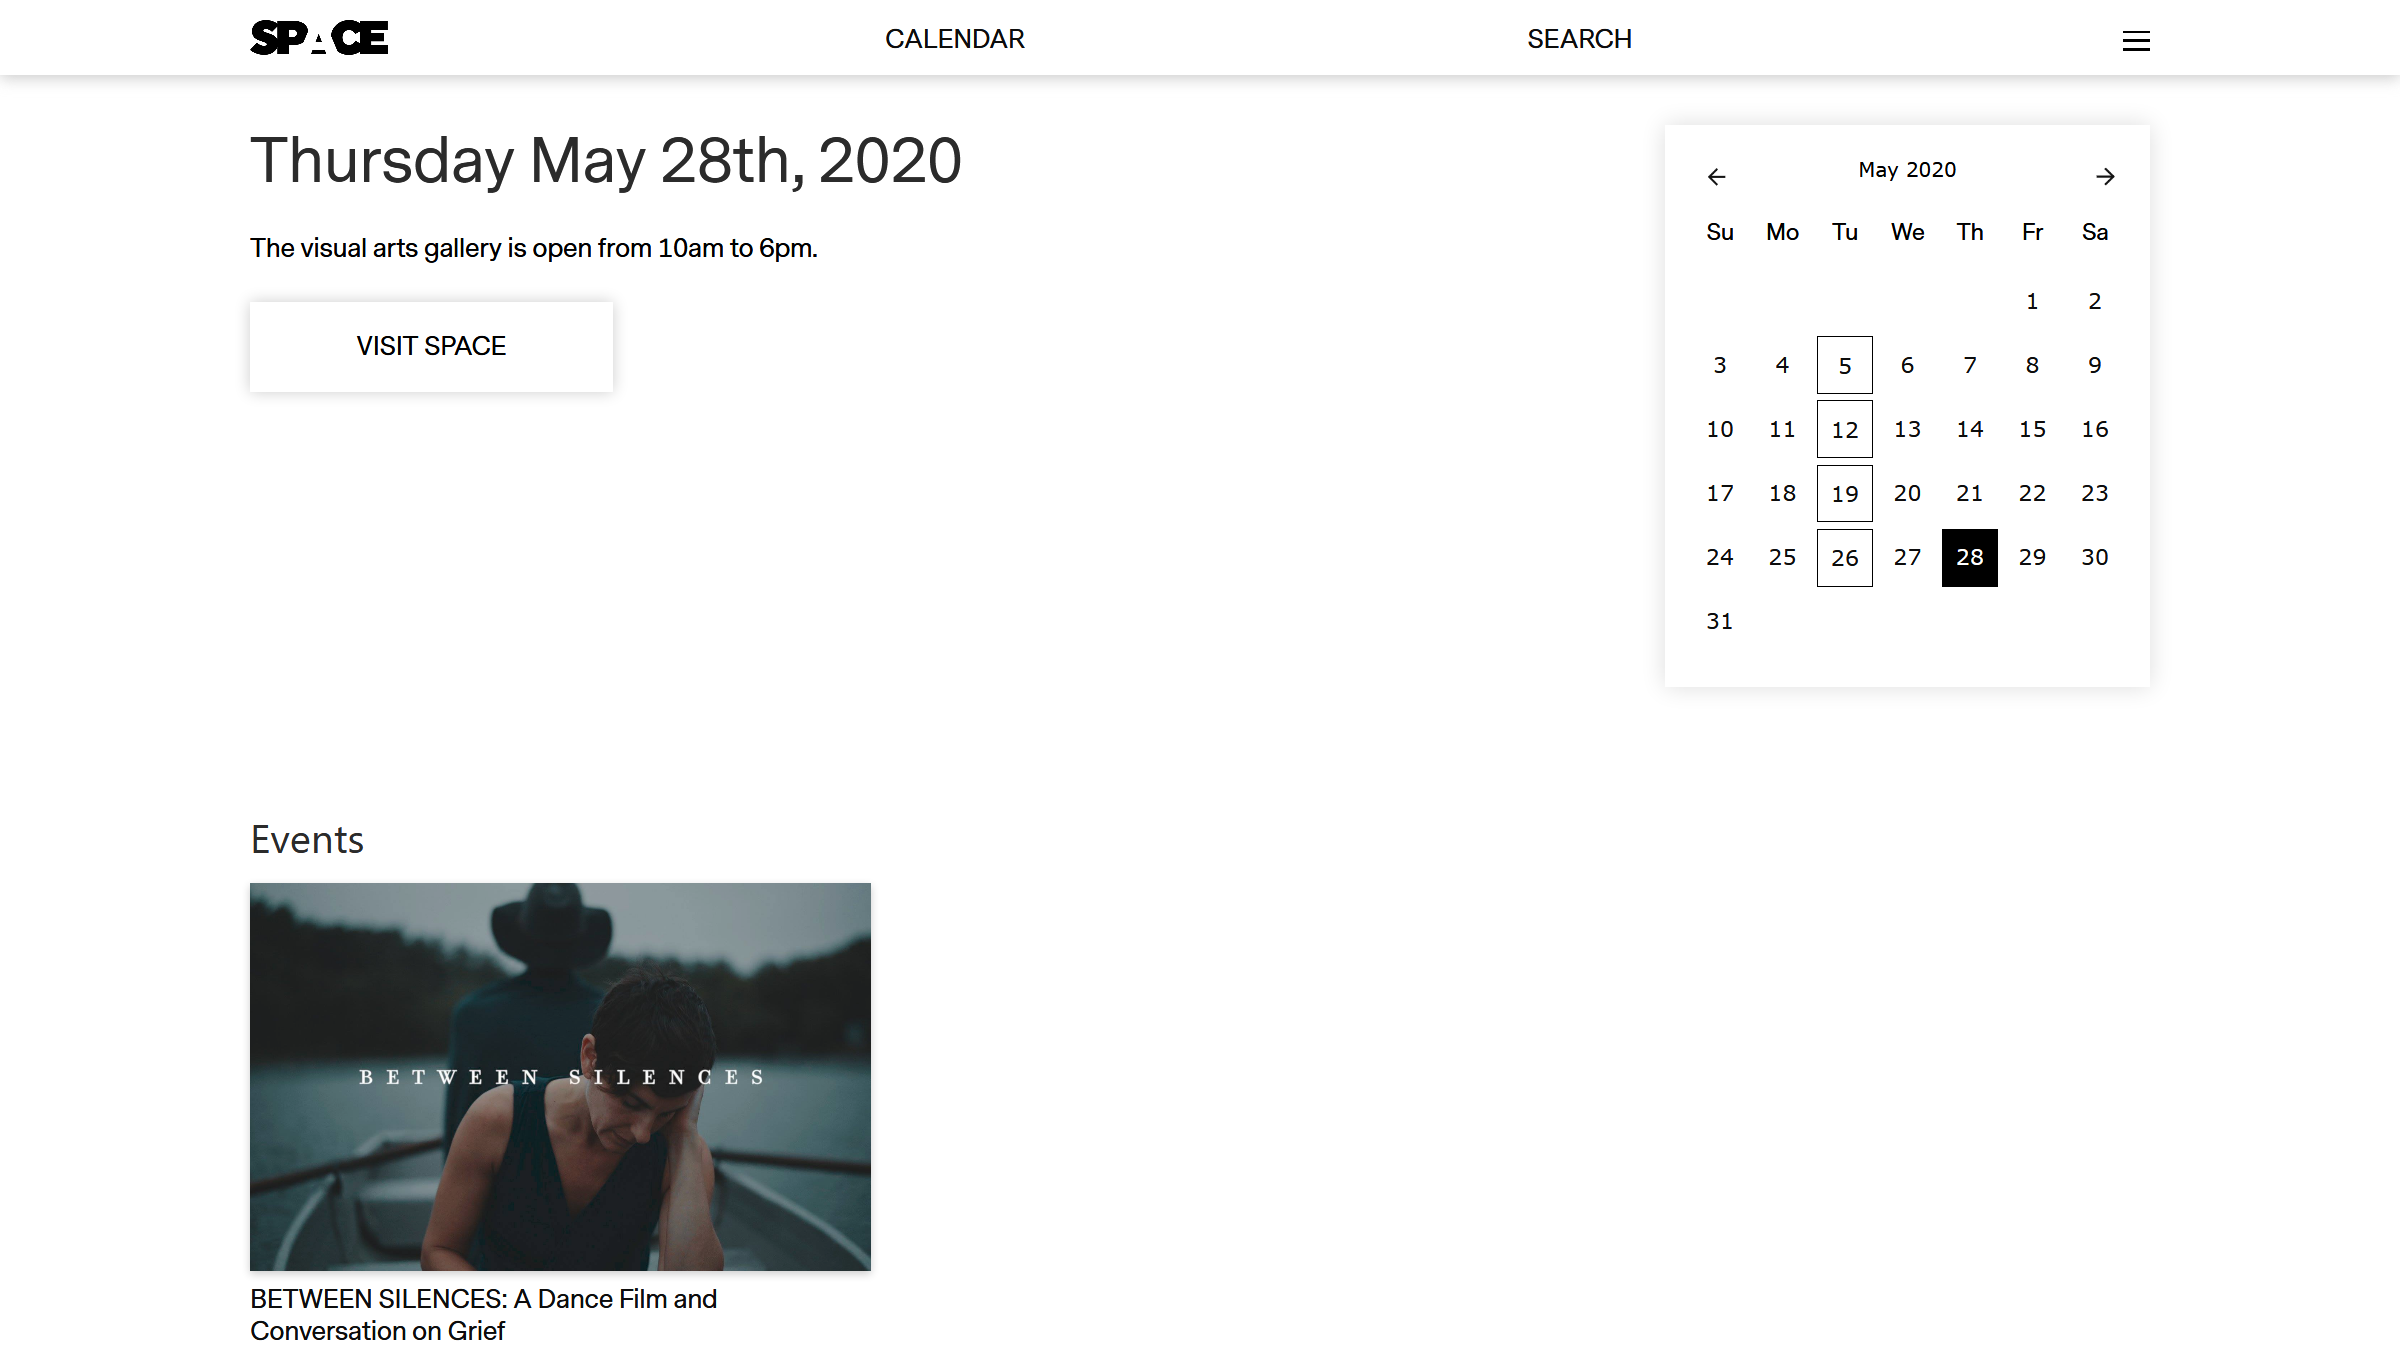 SPACE
CALENDAR
SEARCH
Thursday May 28th, 2020
The visual arts gallery is open from 10am to 6pm.
VISIT SPACE
May 2020
Su Mo Tu We Th Fr Sa
1 2
3 4 5 6 7 8 9
10 11 12 13 14 15 16
17 18 19 20 21 22 23
24 25 26 27 28 29 30
31
Events
BETWEEN SILENCES
BETWEEN SILENCES: A Dance Film and
Conversation on Grief